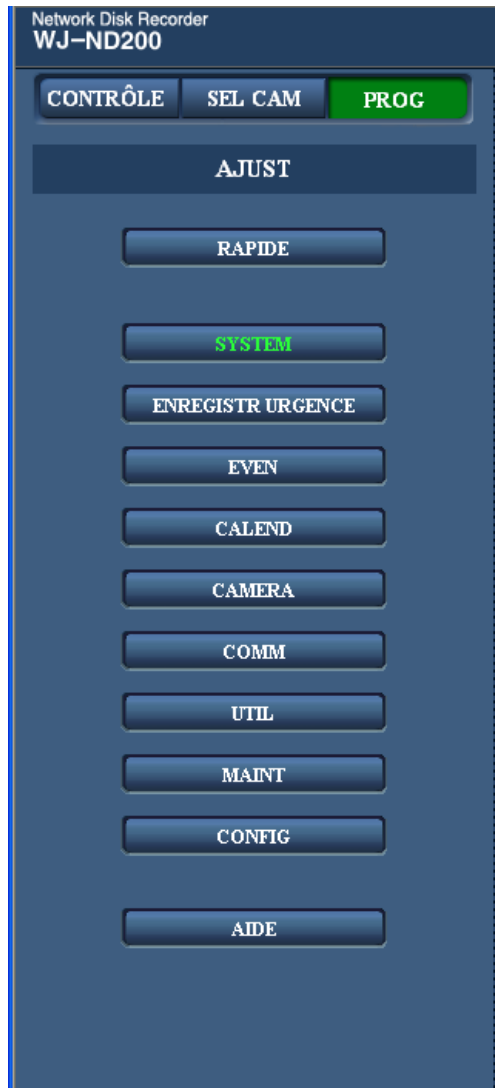 Network Disk Recorder
WJ-ND200
CONTRÔLE SEL CAM PROG
AJUST
RAPIDE
SYSTEM
ENREGISTR URGENCE
EVEN
CALEND
CAMERA
COMM
UTIL
MAINT
CONFIG
AIDE